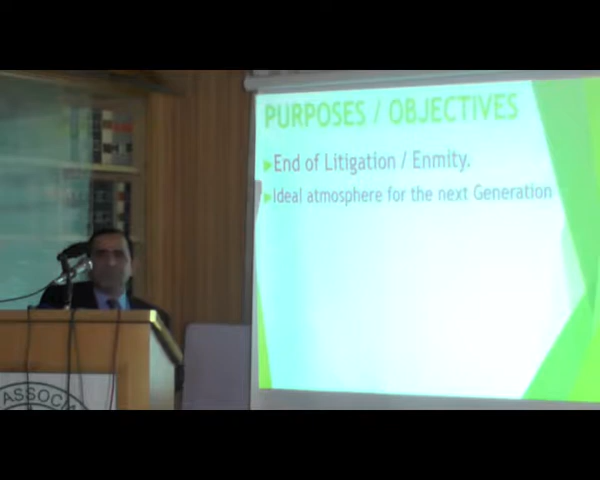 PURPOSES / OBJECTIVES
End of Litigation / Enmity.
Ideal atmosphere for the next Generation
ASSOC